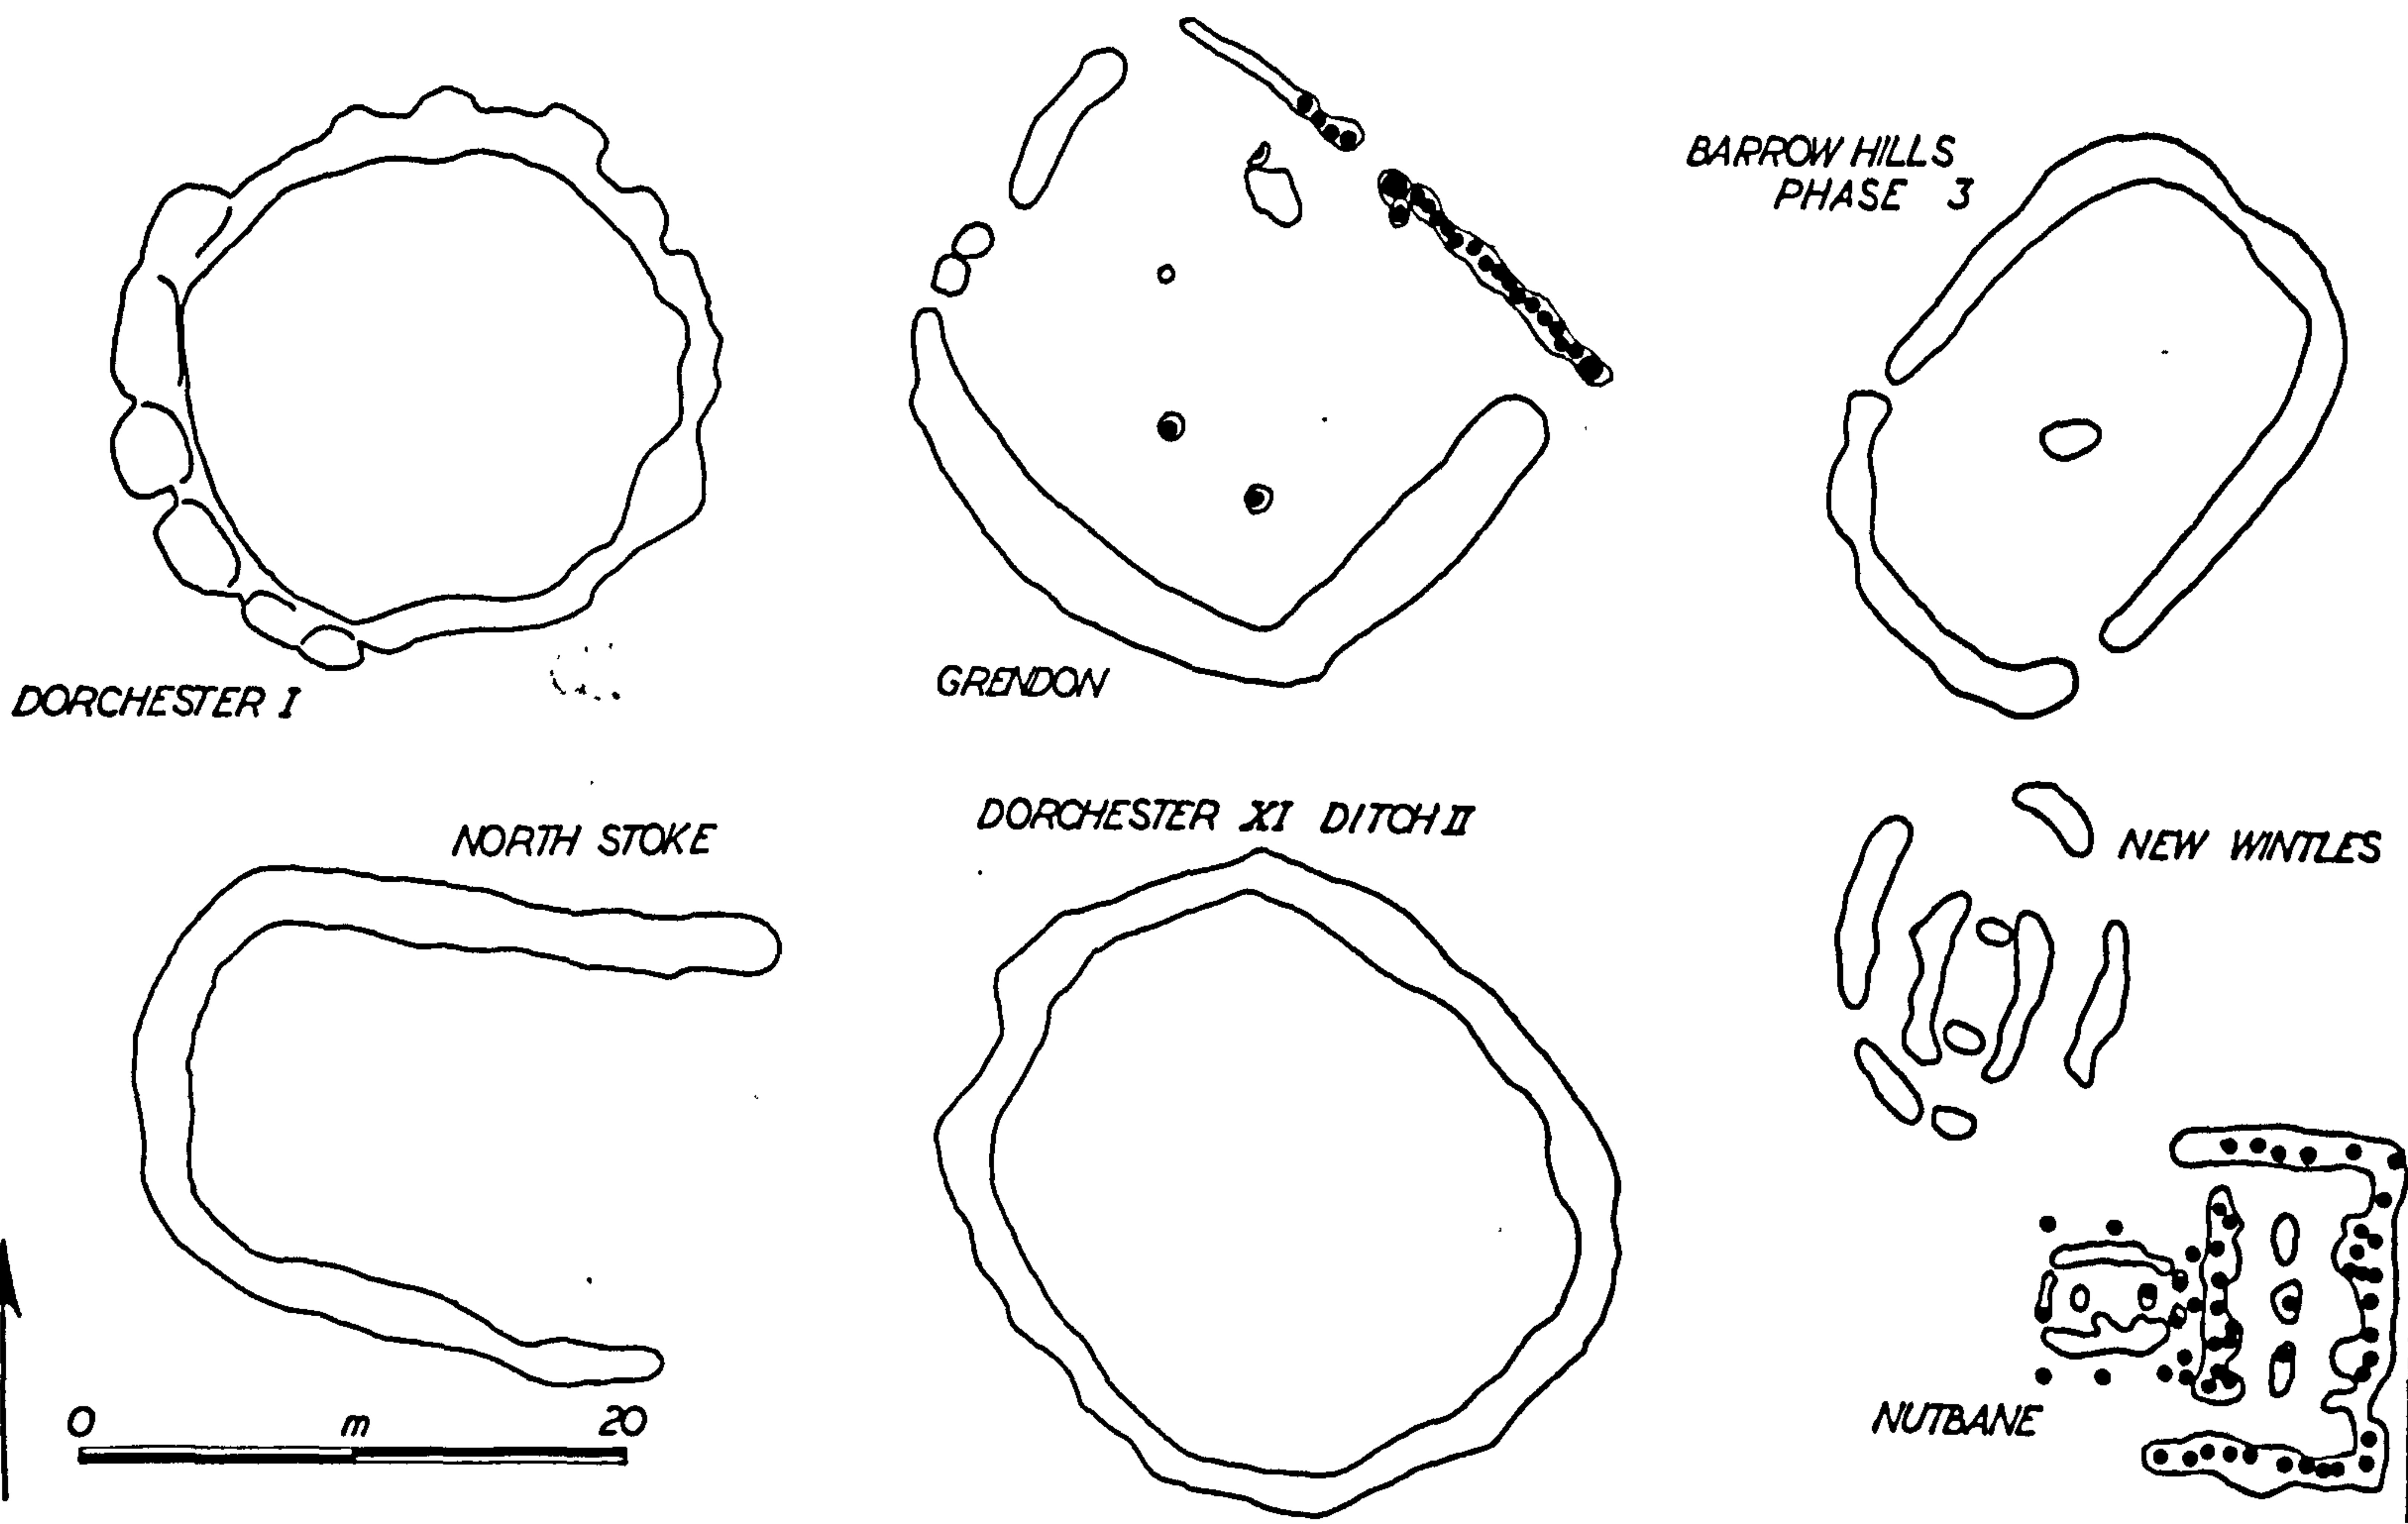 BARROW HILLS
PHASE 3
DORCHESTER I
GRENDON
NORTH STOKE
DORCHESTER XI DITCH II
NEW WINTLES
NUTBANE
0 m 20